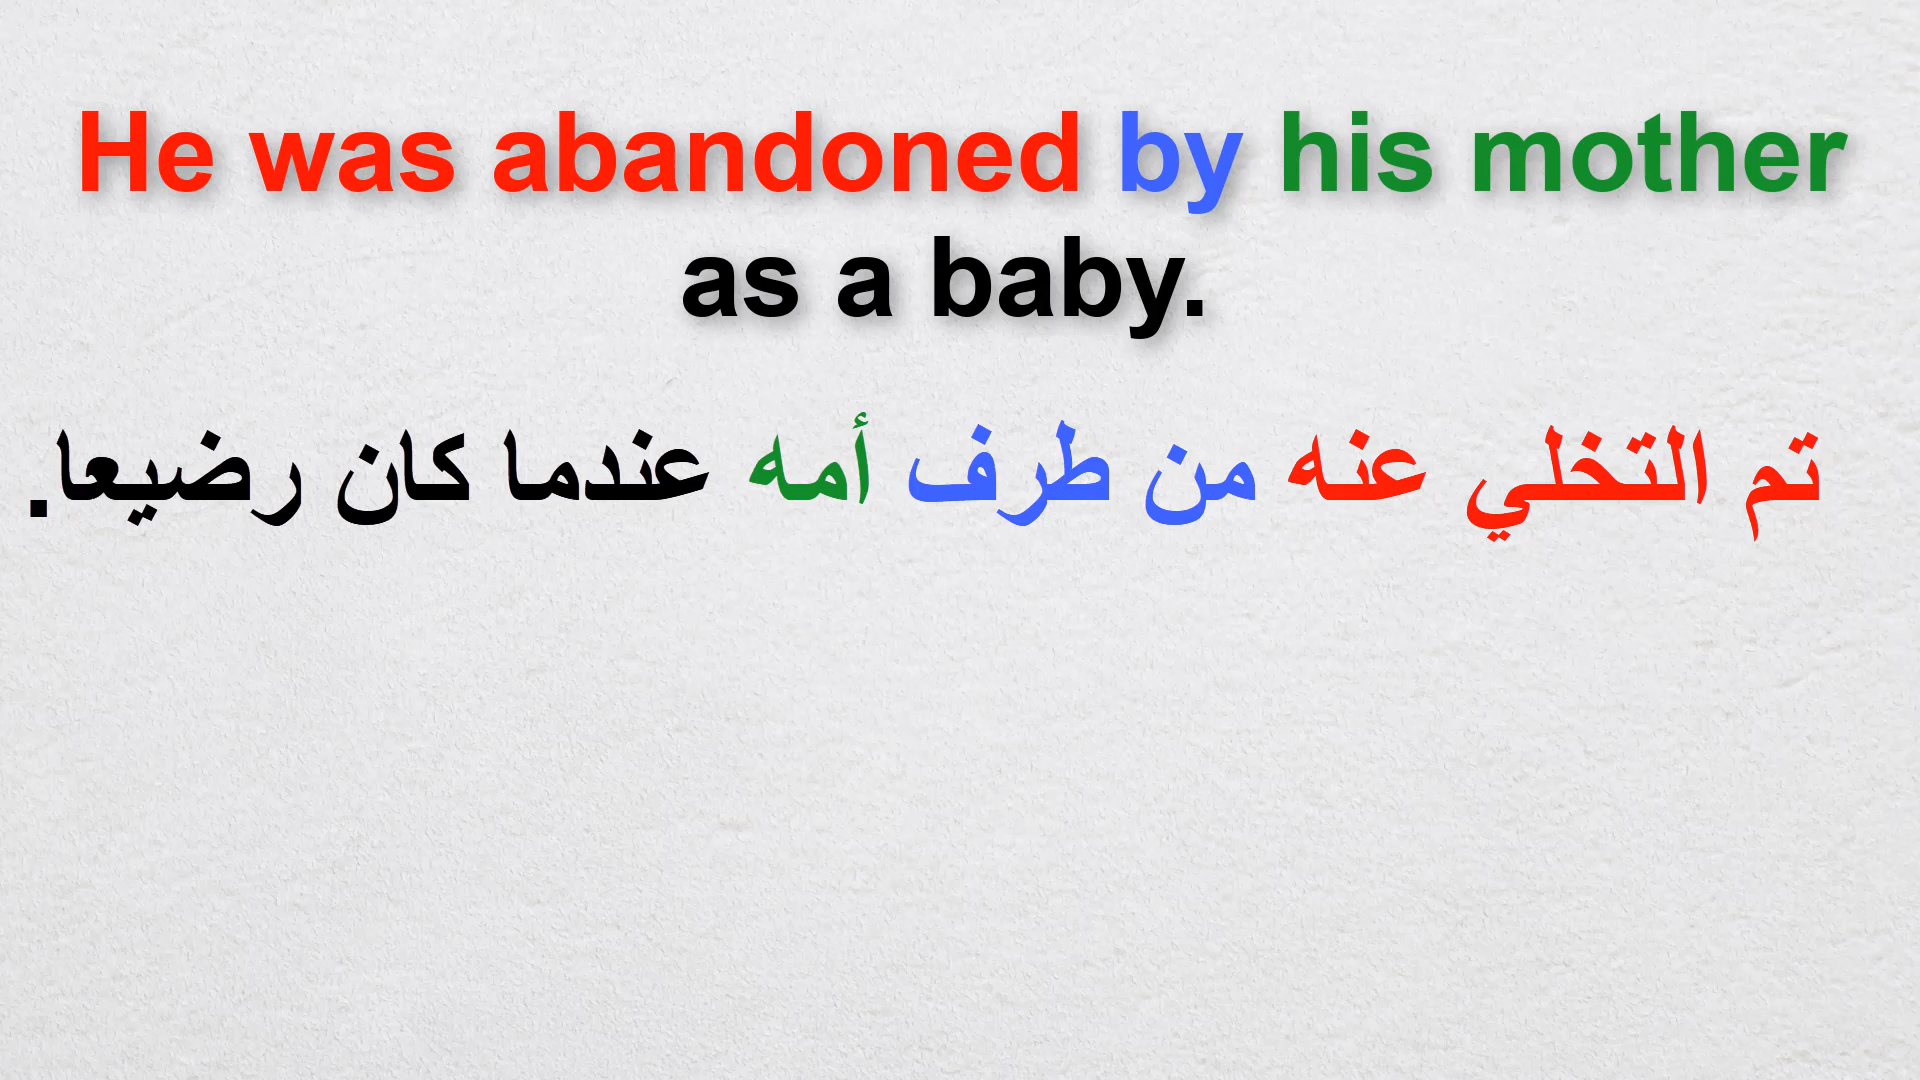 He was abandoned by his mother
as a baby.
تم التخلي عنه من طرف أمه عندما كان رضيعا.